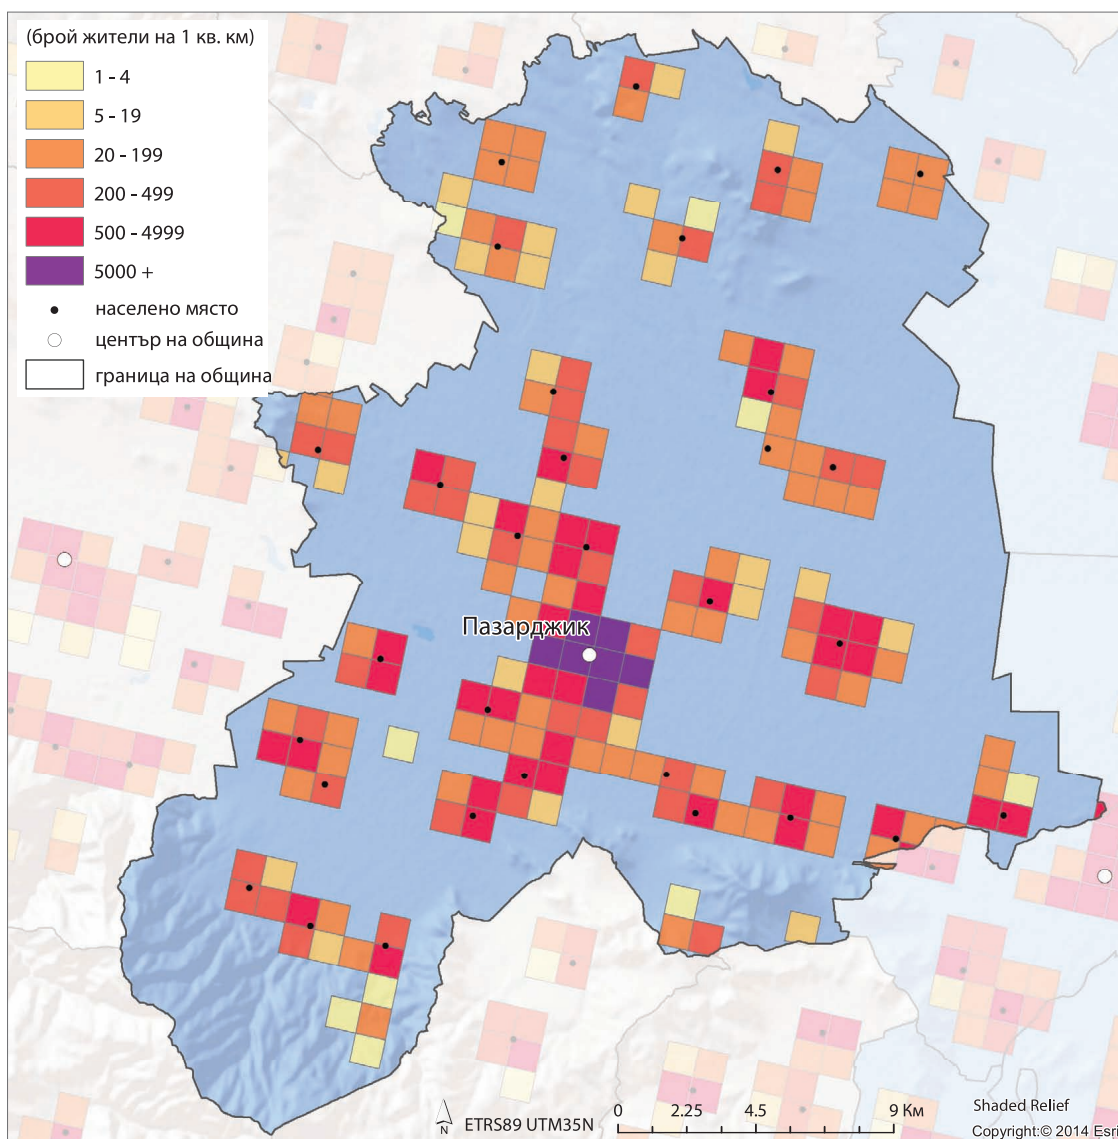 (брой жители на 1 кв. км)
1 - 4
5 - 19
20 - 199
200 - 499
500 - 4999
5000 +
населено място
център на община
граница на община
Пазарджик
N
ETRS89 UTM35N
0 2.25 4.5 9 Км
Shaded Relief
Copyright:© 2014 Esri